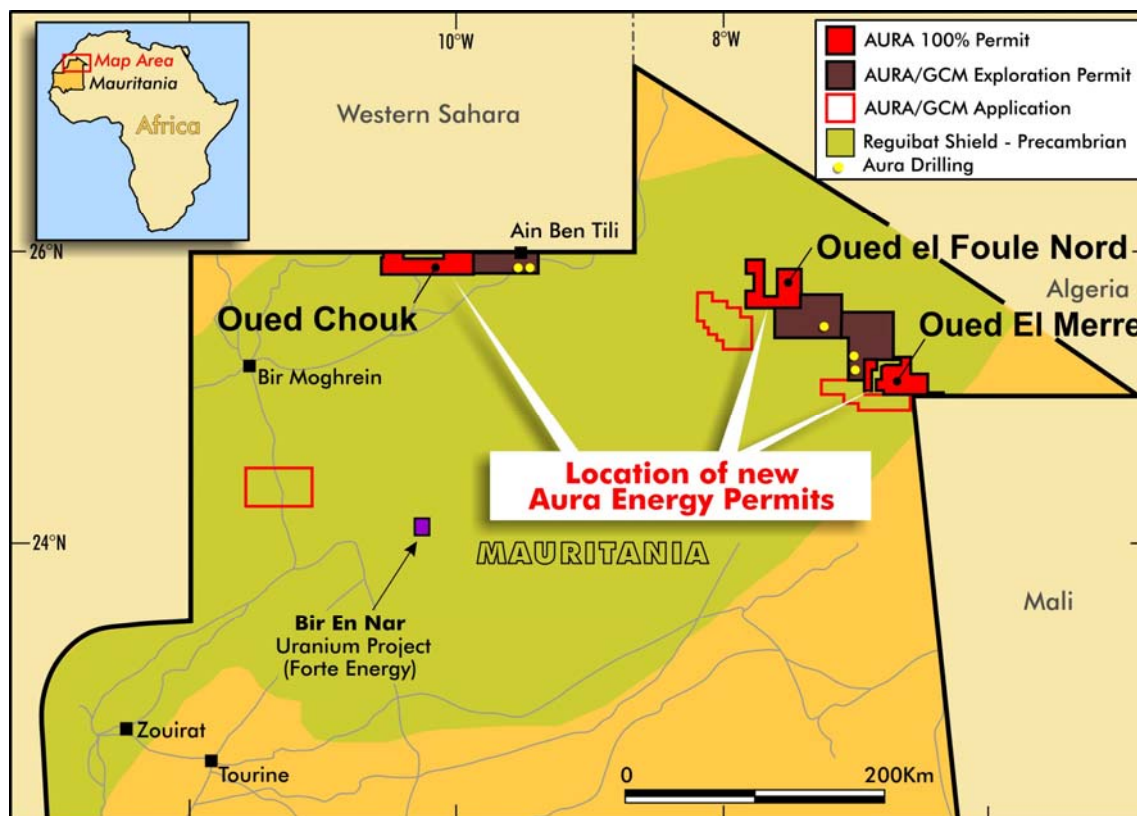 10°W
8°W
Map Area
Mauritania
Africa
Western Sahara
AURA 100% Permit
AURA/GCM Exploration Permit
AURA/GCM Application
Reguibat Shield - Precambrian
Aura Drilling
26°N
Ain Ben Tili
Oued el Foule Nord
Algeria
Oued Chouk
Oued El Merre
Bir Moghrein
Location of new
Aura Energy Permits
24°N
MAURITANIA
Mali
Bir En Nar
Uranium Project
(Forte Energy)
Zouirat
Tourine
0
200Km